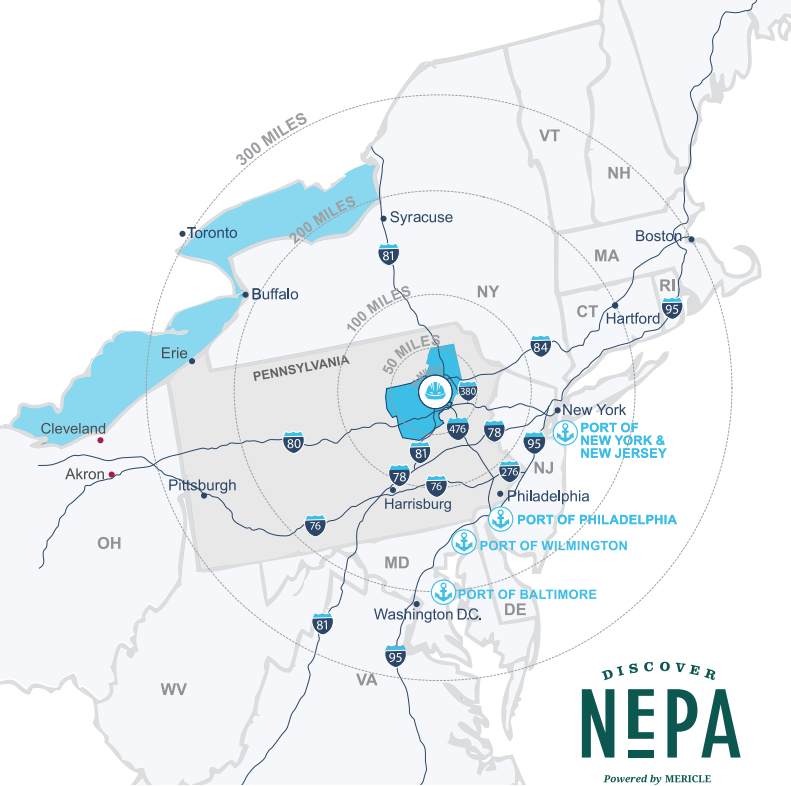 300 MILES
VT
NH
200 MILES
Syracuse
Toronto
Boston
81
MA
NY
RI
Buffalo
100 MILES
CT
95
Hartford
50 MILES
84
Erie
PENNSYLVANIA
380
New York
Cleveland
476
78
PORT OF
NEW YORK &
NEW JERSEY
80
95
81
NJ
Akron
78
276
Pittsburgh
76
Harrisburg
Philadelphia
76
PORT OF PHILADELPHIA
OH
PORT OF WILMINGTON
MD
PORT OF BALTIMORE
DE
Washington D.C.
81
95
WV
VA
DISCOVER
NEPA
Powered by MERICLE